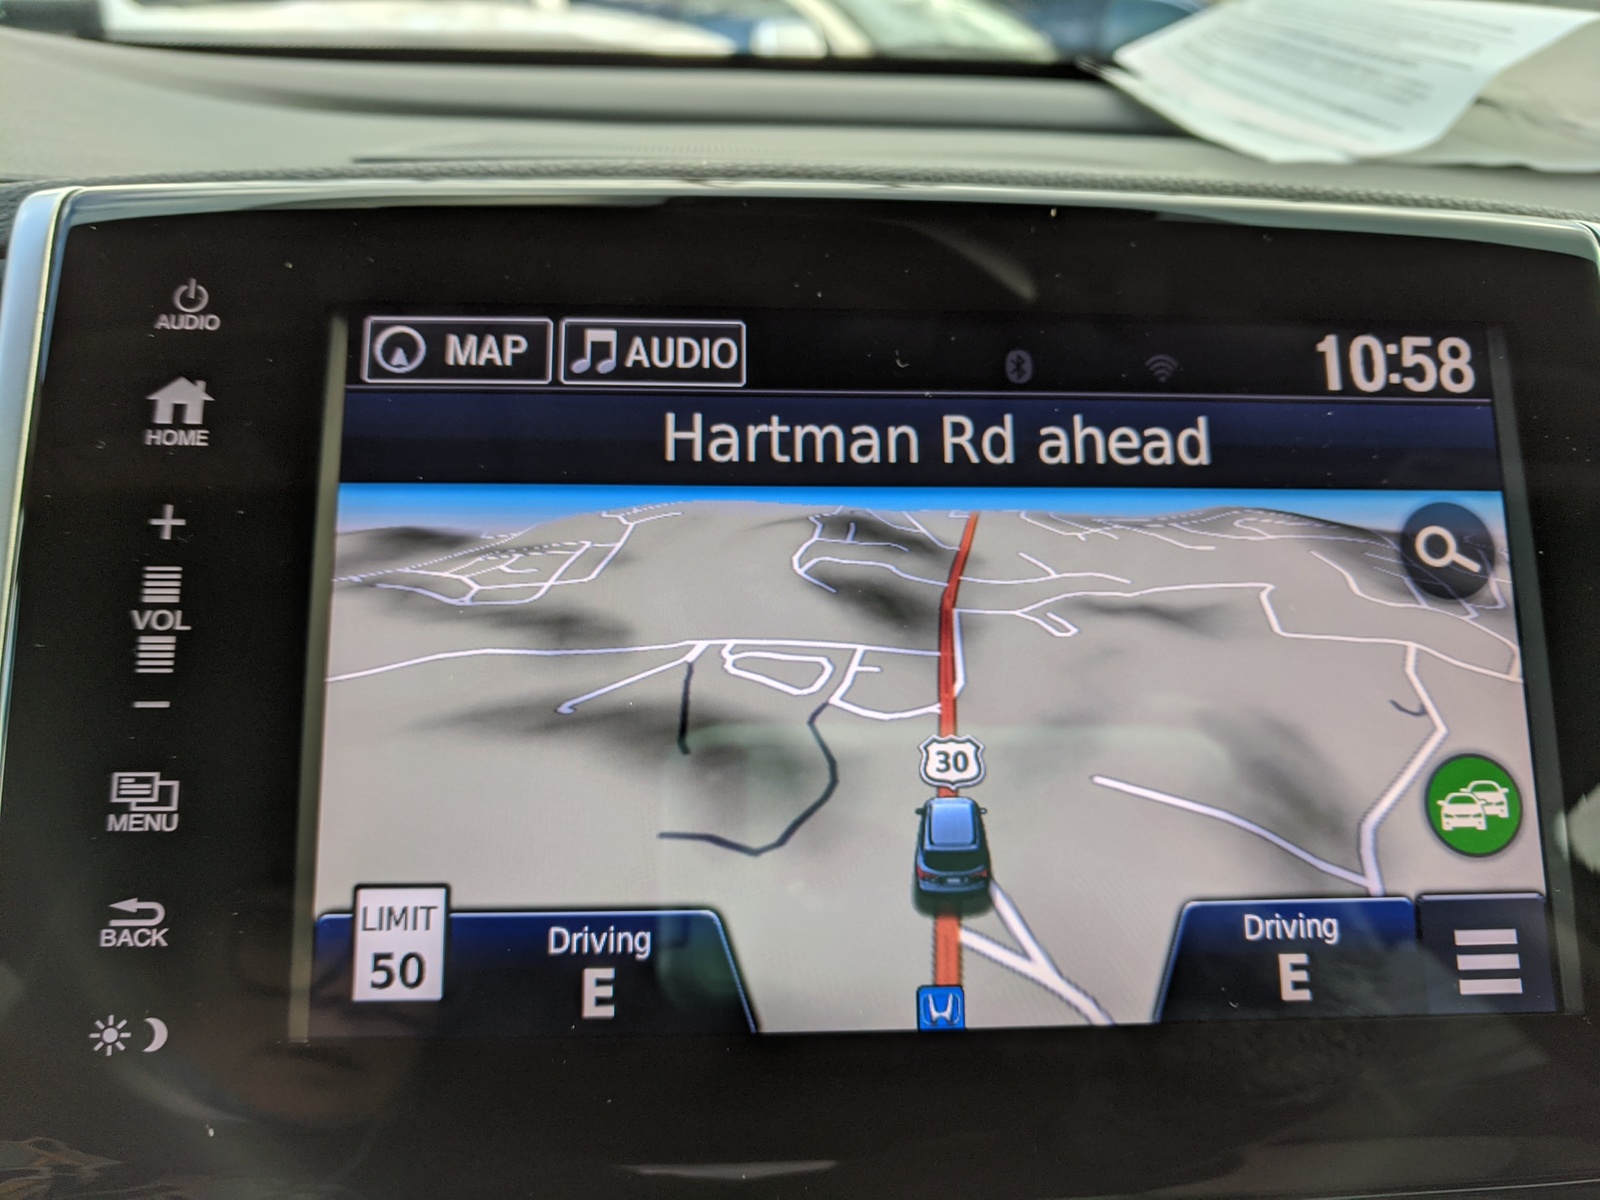 AUDIO
HOME
VOL
MENU
BACK
MAP
AUDIO
10:58
Hartman Rd ahead
30
LIMIT
50
Driving
E
Driving
E